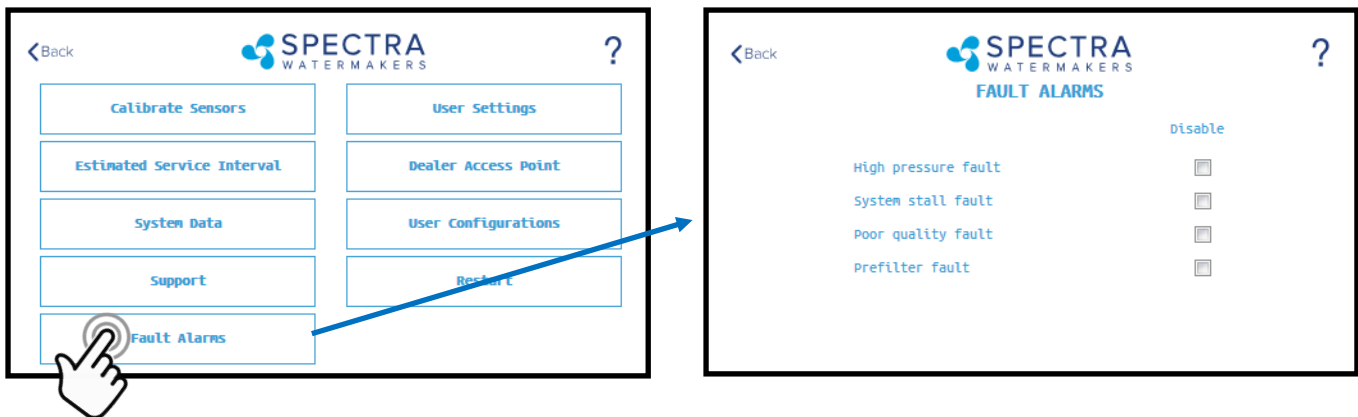 Back
SPECTRA
WATERMAKERS
?
Calibrate Sensors
User Settings
Estimated Service Interval
Dealer Access Point
System Data
User Configurations
Support
Restart
Fault Alarms
Back
SPECTRA
WATERMAKERS
?
FAULT ALARMS
Disable
High pressure fault
System stall fault
Poor quality fault
Prefilter fault